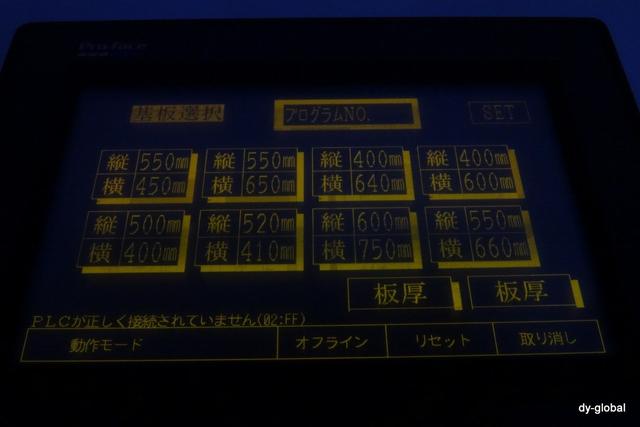 Pro-face
基板選択 プログラムNO. SET
縦 550mm 縦 550mm 縦 400mm 縦 400mm
横 450mm 横 650mm 横 640mm 横 600mm
縦 500mm 縦 520mm 縦 600mm 縦 550mm
横 400mm 横 410mm 横 750mm 横 660mm
板厚 板厚
PLCが正しく接続されていません(02:FF)
動作モード オフライン リセット 取り消し
dy-global